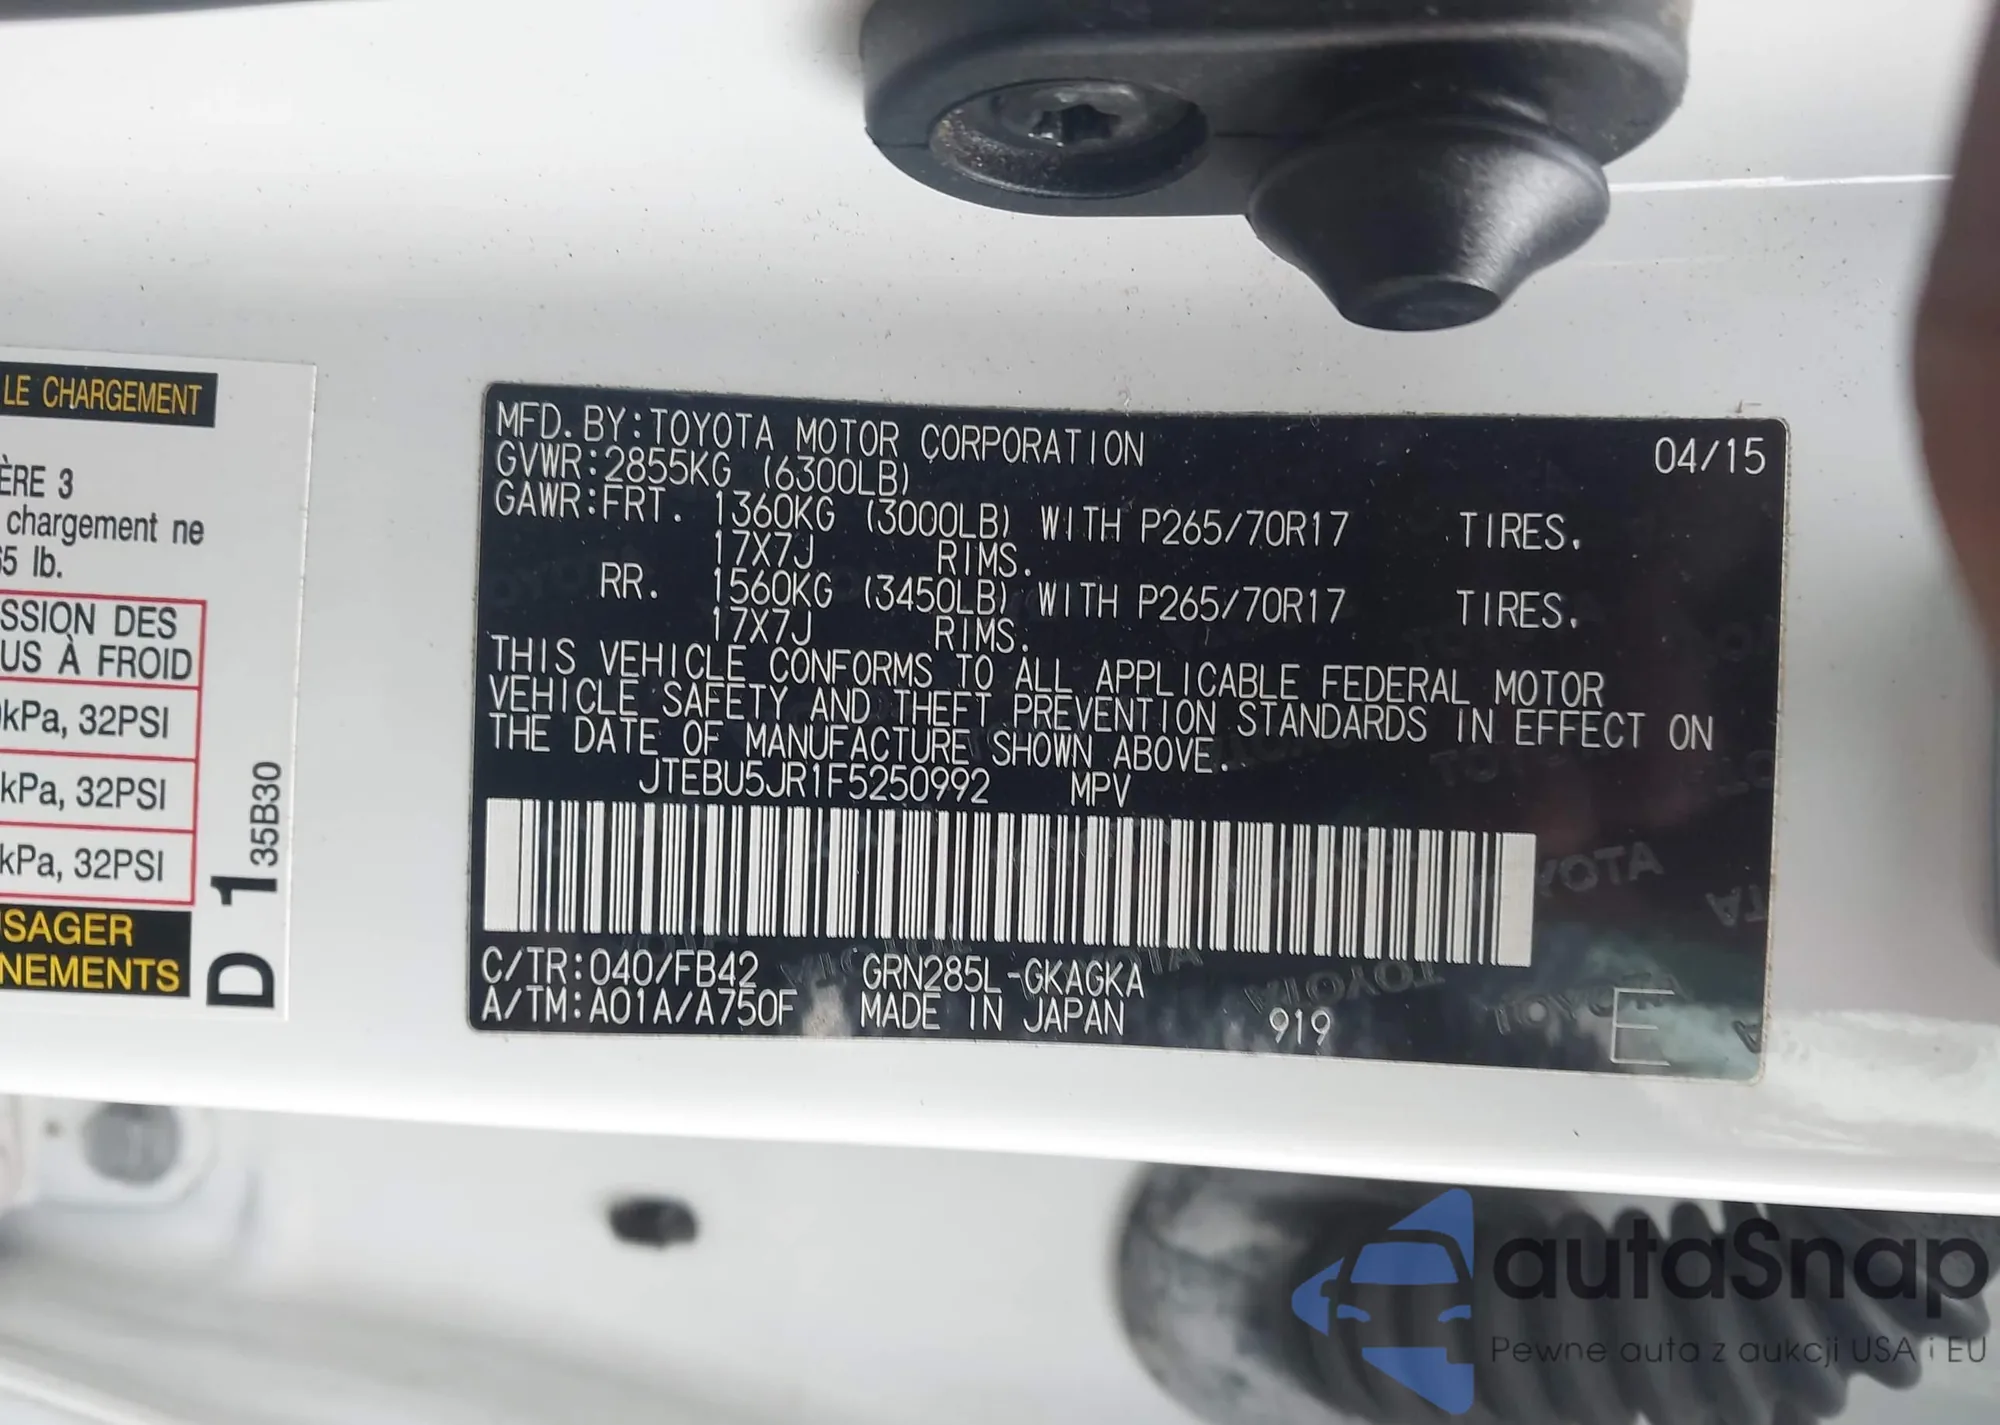 LE CHARGEMENT
ÈRE 3
chargement ne
5 lb.
SSION DES
US À FROID
kPa, 32PSI
kPa, 32PSI
kPa, 32PSI
SAGER
NEMENTS
D 1 35B30
MFD. BY: TOYOTA MOTOR CORPORATION 04/15
GVWR: 2855KG (6300LB)
GAWR: FRT. 1360KG (3000LB) WITH P265/70R17 TIRES.
17X7J RIMS.
RR. 1560KG (3450LB) WITH P265/70R17 TIRES.
17X7J RIMS.
THIS VEHICLE CONFORMS TO ALL APPLICABLE FEDERAL MOTOR
VEHICLE SAFETY AND THEFT PREVENTION STANDARDS IN EFFECT ON
THE DATE OF MANUFACTURE SHOWN ABOVE.
JTEBU5JR1F5250992 MPV
C/TR: 040/FB42 GRN285L-GKAGKA
A/TM: A01A/A750F MADE IN JAPAN 919 E
TOYOTA
autaSnap
Pewne auta z aukcji USA i EU